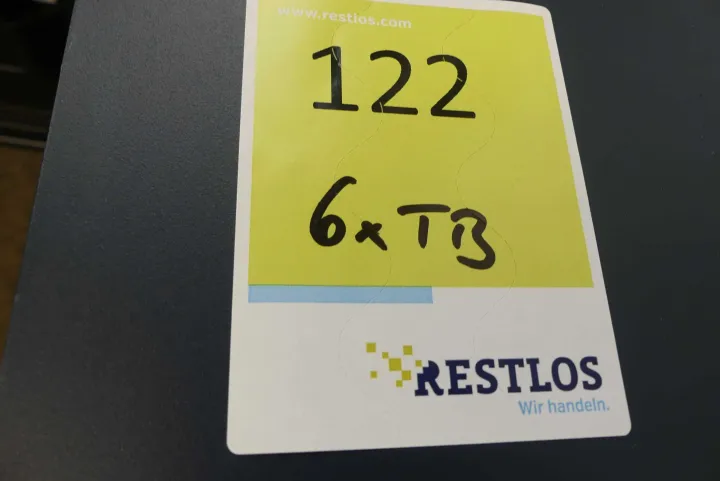 www.restlos.com
122
6xTB
RESTLOS
Wir handeln.